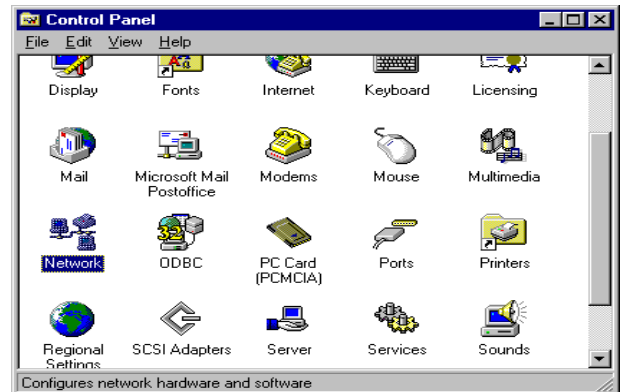 Control Panel
File Edit View Help
Display Fonts Internet Keyboard Licensing
Mail Microsoft Mail Postoffice Modems Mouse Multimedia
Network ODBC PC Card (PCMCIA) Ports Printers
Regional Settings SCSI Adapters Server Services Sounds
Configures network hardware and software